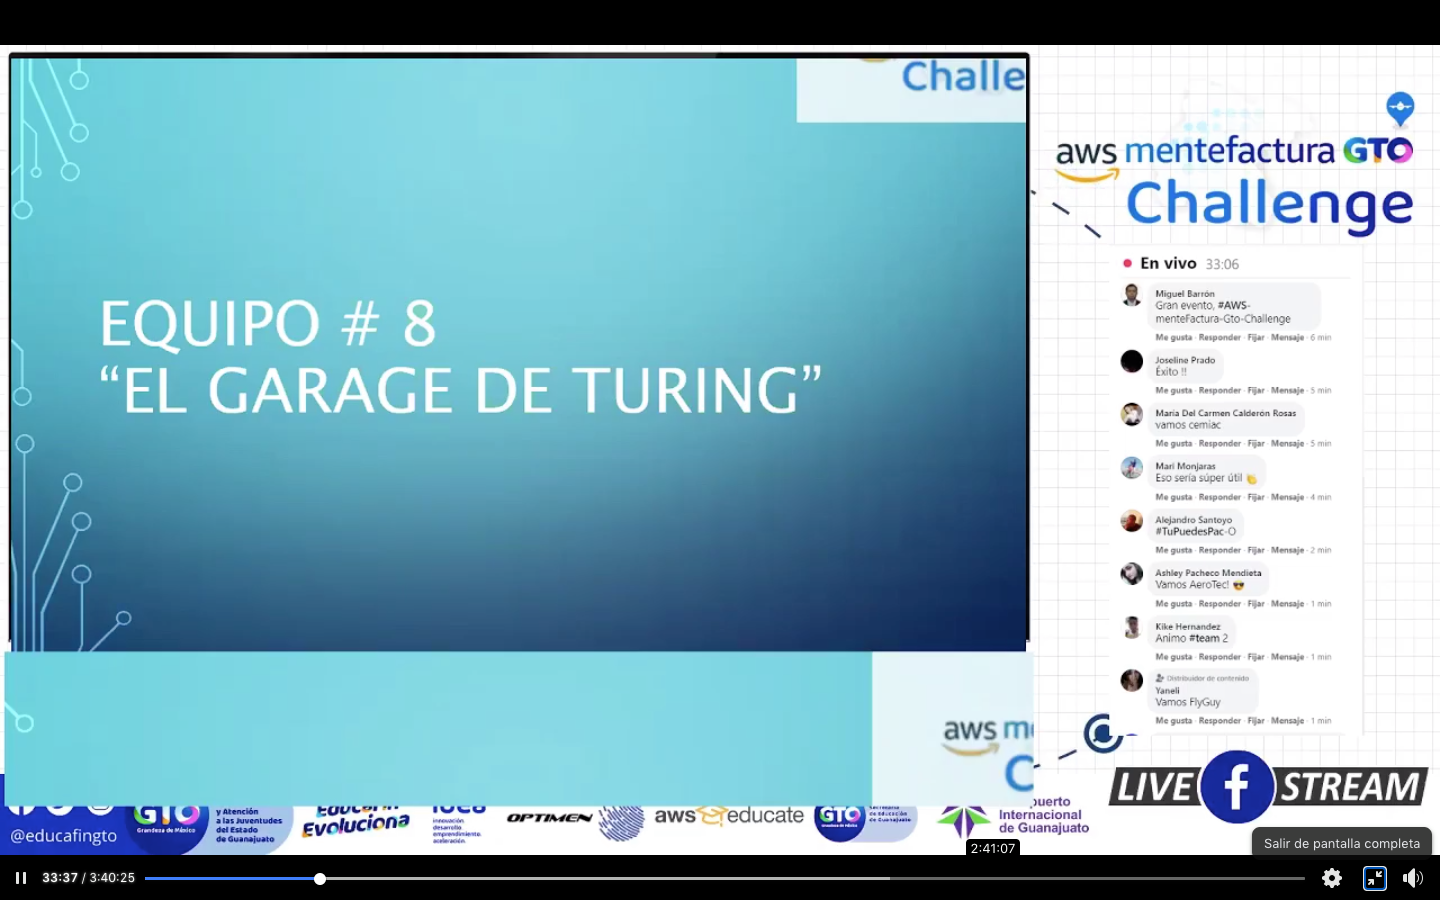 Challe
EQUIPO # 8
“EL GARAGE DE TURING”
aws mentefactura GTO
Challenge
En vivo 33:06
Miguel Barrón
Gran evento, #AWS-
menteFactura-Gto-Challenge
Me gusta · Responder · Fijar · Mensaje · 6 min
Joseline Prado
Éxito !!
Me gusta · Responder · Fijar · Mensaje · 5 min
María Del Carmen Calderón Rosas
vamos cemiac
Me gusta · Responder · Fijar · Mensaje · 5 min
Mari Monjaras
Eso sería súper útil 👏
Me gusta · Responder · Fijar · Mensaje · 4 min
Alejandro Santoyo
#TuPuedesPac-O
Me gusta · Responder · Fijar · Mensaje · 2 min
Ashley Pacheco Mendieta
Vamos AeroTec! 😎
Me gusta · Responder · Fijar · Mensaje · 1 min
Kike Hernandez
Animo #team 2
Me gusta · Responder · Fijar · Mensaje · 1 min
Distribuidor de contenido
Yaneli
Vamos FlyGuy
Me gusta · Responder · Fijar · Mensaje · 1 min
aws m
C
LIVE f STREAM
@educafingto
GTO
Grandeza de México
y Atención
a las Juventudes
del Estado
de Guanajuato
Educafin
Evoluciona
innovación.
desarrollo.
emprendimiento.
aceleración.
OPTIMEN
aws educate
GTO
de Guanajuato
puerto
Internacional
de Guanajuato
2:41:07
Salir de pantalla completa
33:37 / 3:40:25